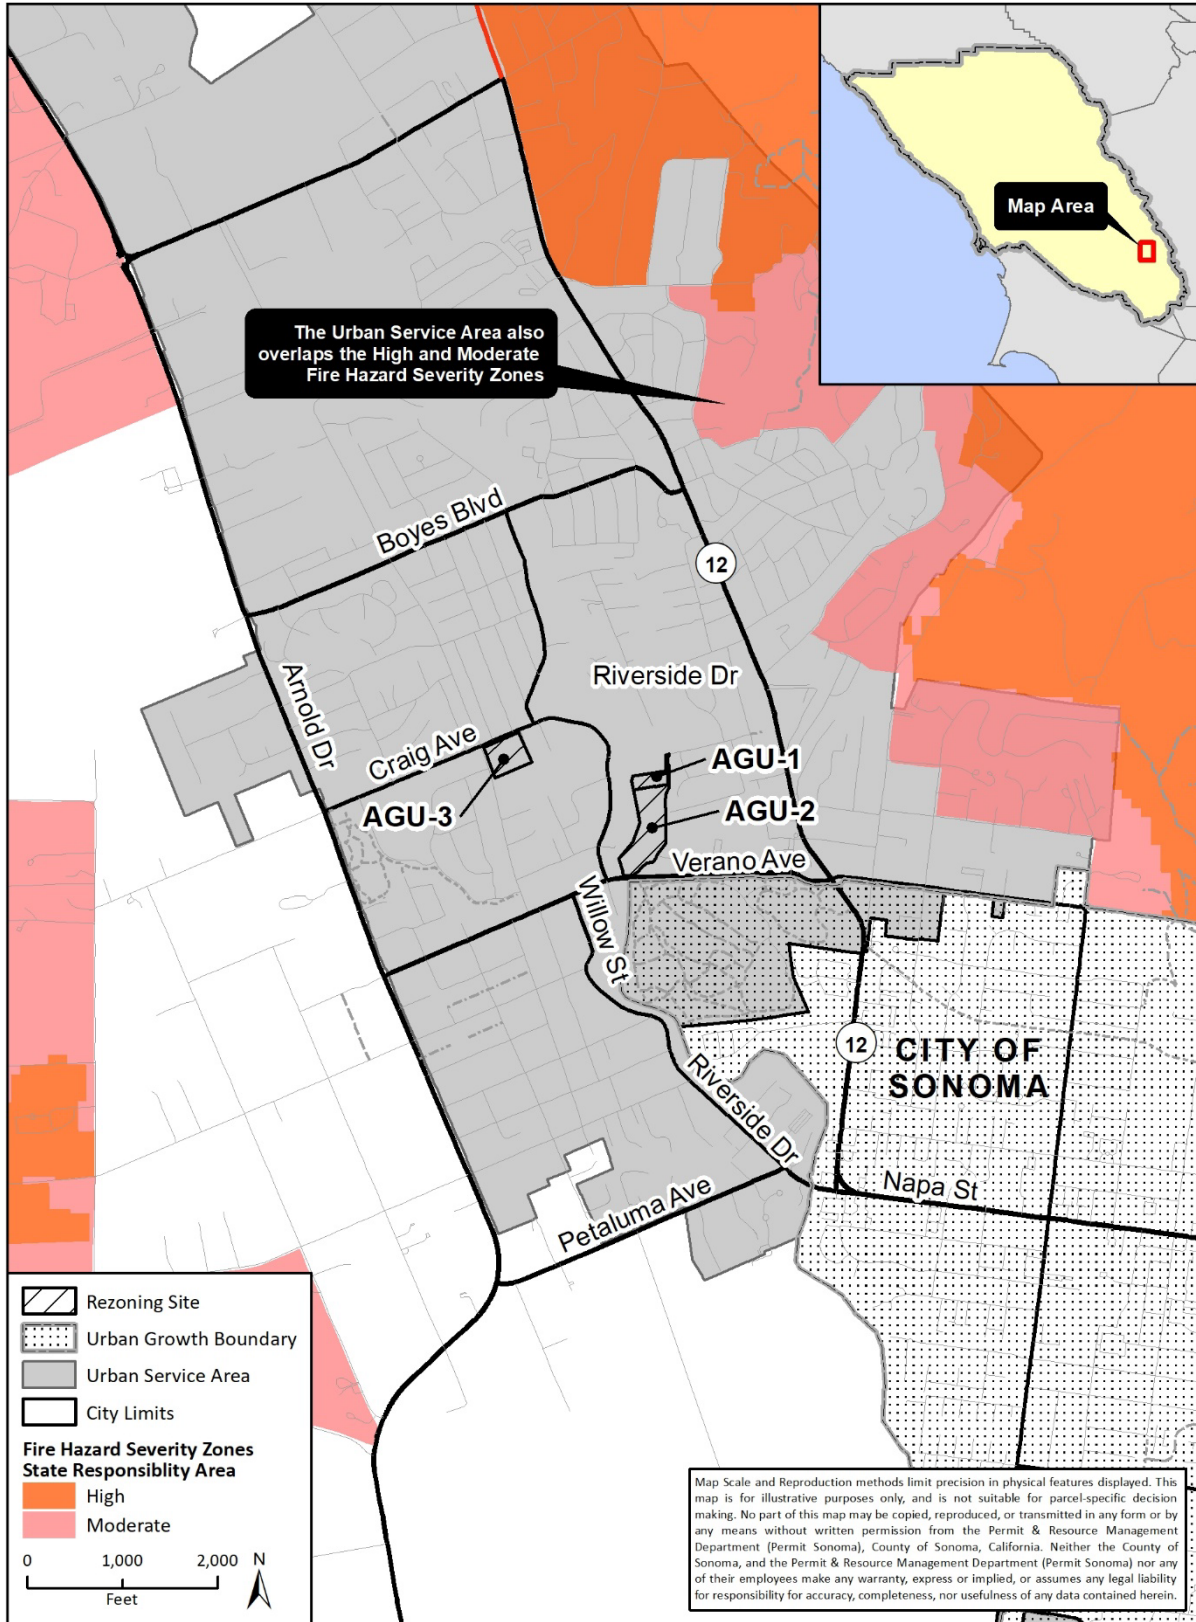 Map Area
The Urban Service Area also
overlaps the High and Moderate
Fire Hazard Severity Zones
Boyes Blvd
12
Arnold Dr
Riverside Dr
Craig Ave
AGU-1
AGU-3
AGU-2
Verano Ave
Willow St
12
CITY OF
SONOMA
Riverside Dr
Napa St
Petaluma Ave
Rezoning Site
Urban Growth Boundary
Urban Service Area
City Limits
Fire Hazard Severity Zones
State Responsiblity Area
High
Moderate
0 1,000 2,000 N
Feet
Map Scale and Reproduction methods limit precision in physical features displayed. This
map is for illustrative purposes only, and is not suitable for parcel-specific decision
making. No part of this map may be copied, reproduced, or transmitted in any form or by
any means without written permission from the Permit & Resource Management
Department (Permit Sonoma), County of Sonoma, California. Neither the County of
Sonoma, and the Permit & Resource Management Department (Permit Sonoma) nor any
of their employees make any warranty, express or implied, or assumes any legal liability
for responsibility for accuracy, completeness, nor usefulness of any data contained herein.